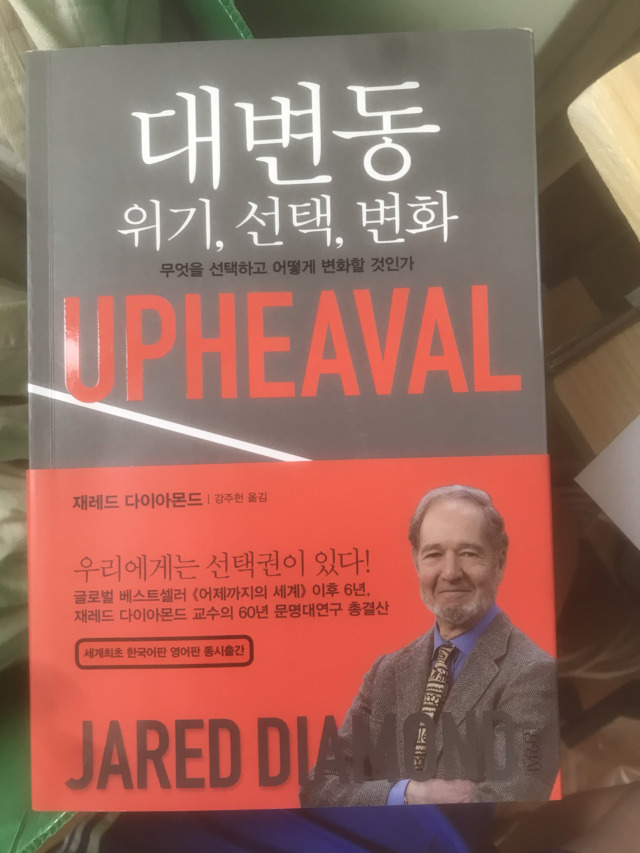 대변동
위기, 선택, 변화
무엇을 선택하고 어떻게 변화할 것인가
UPHEAVAL
재레드 다이아몬드 | 강주헌 옮김
우리에게는 선택권이 있다!
글로벌 베스트셀러 《어제까지의 세계》 이후 6년,
재레드 다이아몬드 교수의 60년 문명대연구 총결산
세계최초 한국어판 영어판 동시출간
JARED DIAMOND